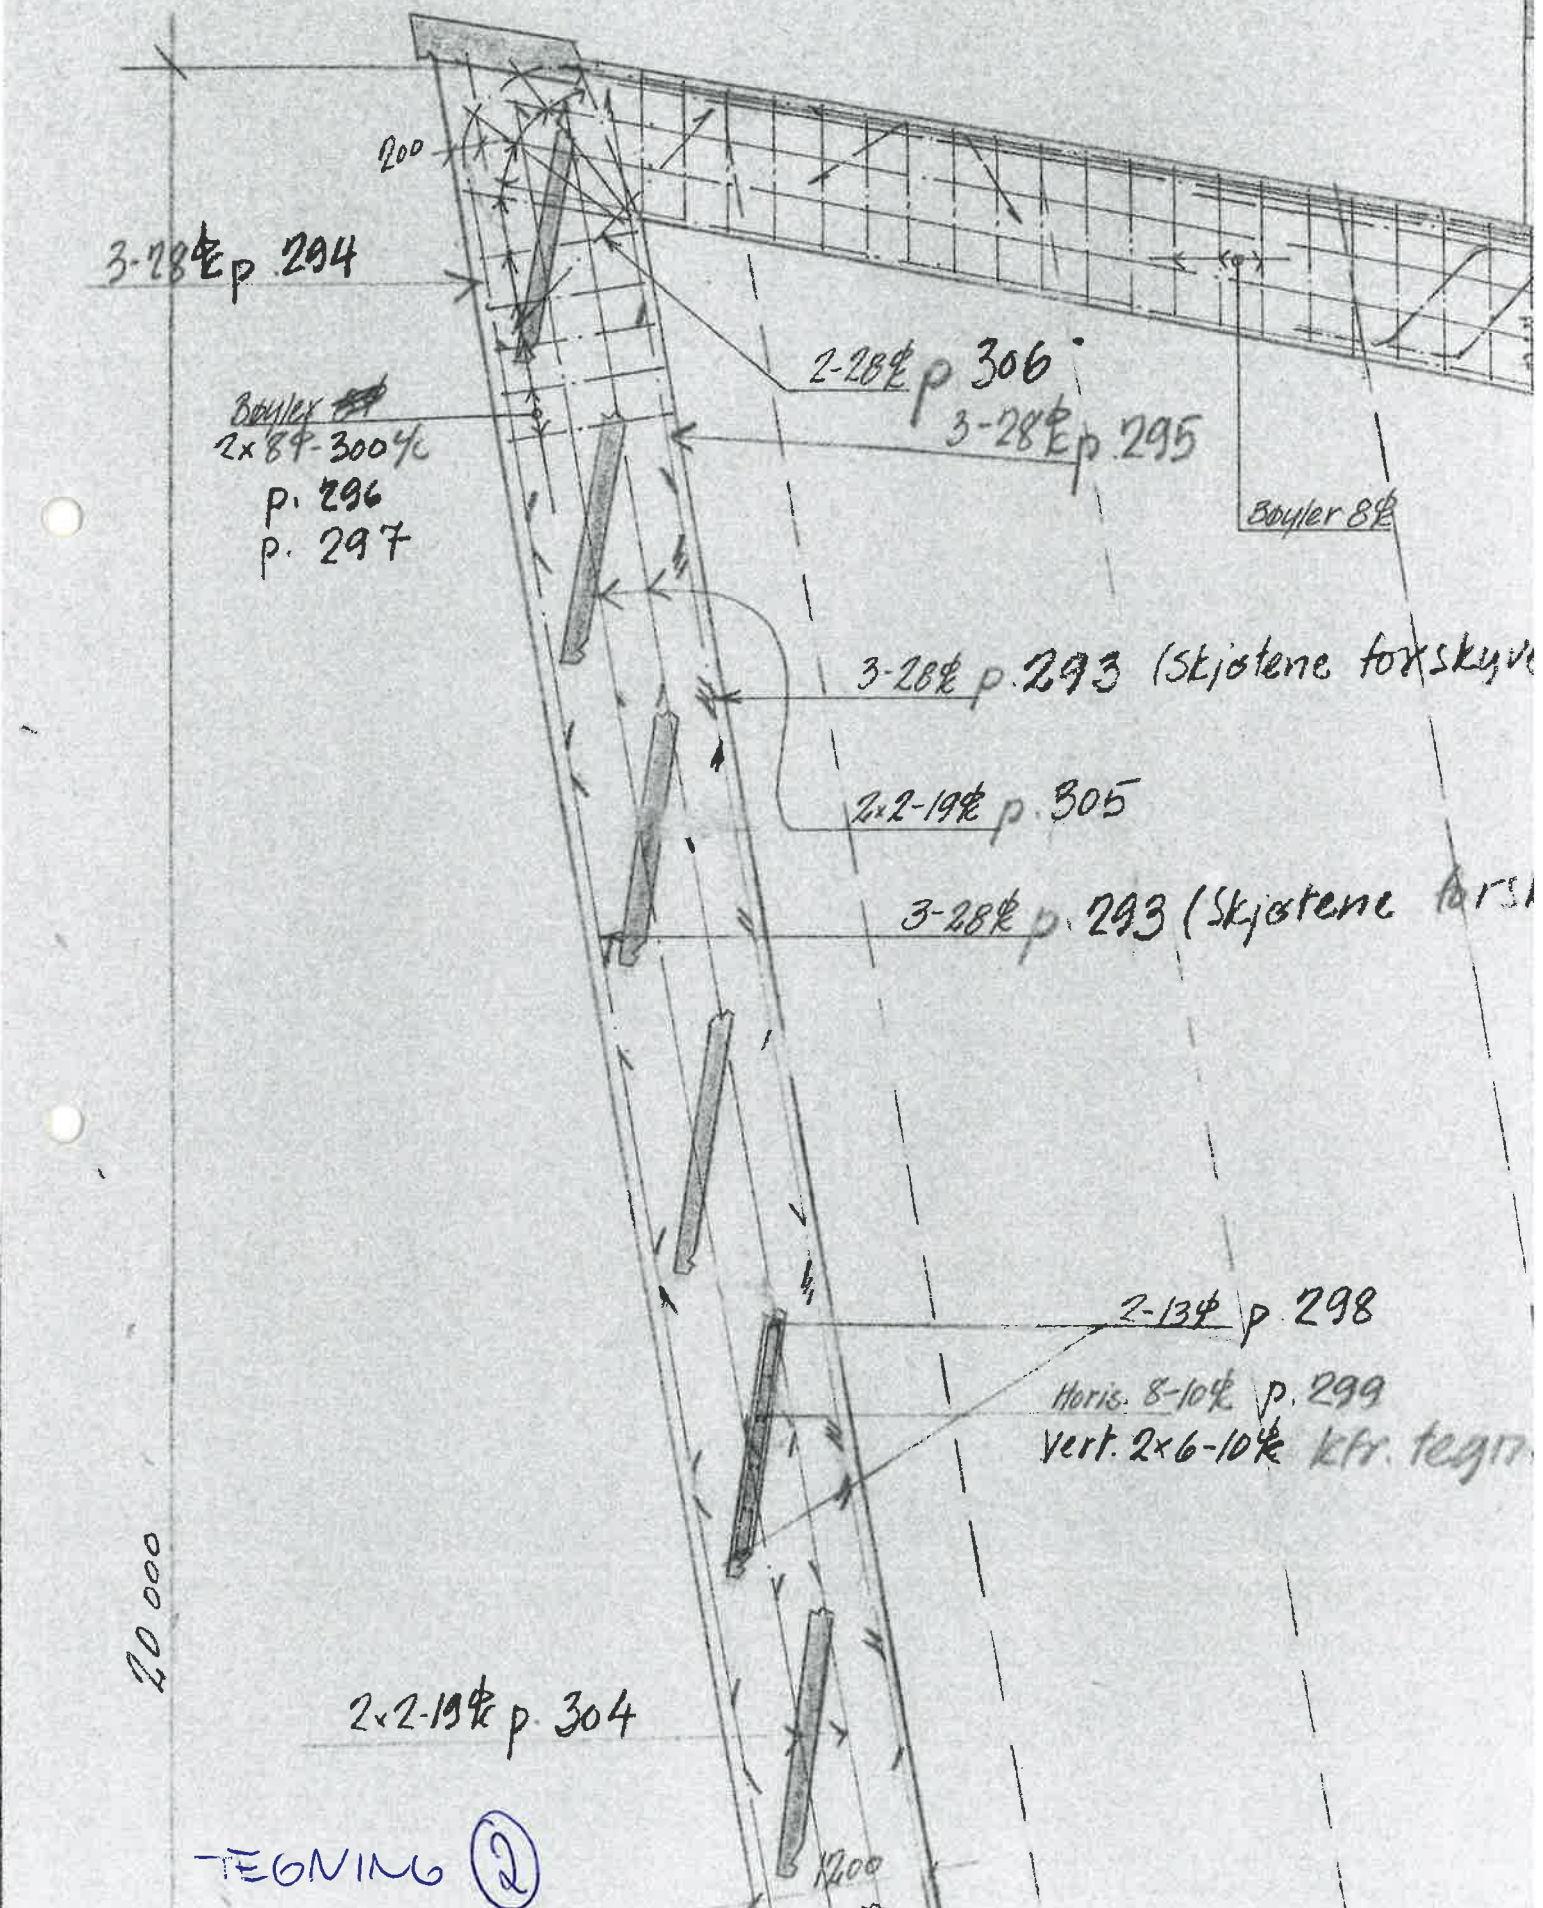 200
3-28 ⌽k p. 294
2-28 ⌽k p 306
3-28 ⌽k p. 295
Bøyler
2x8⌽-300 c/c
p. 296
p. 297
Bøyler 8⌽k
3-28⌽k p. 293 (Skjøtene forskyve
2x2-19⌽k p. 305
3-28⌽k p. 293 (Skjøtene forsk
2-13⌽ p. 298
Horis. 8-10⌽k p. 299
Vert. 2x6-10⌽k kfr. tegn.
20 000
2x2-19⌽k p. 304
1200
TEGNING 2